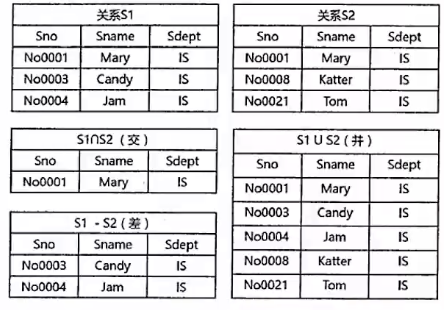 关系S1
Sno Sname Sdept
No0001 Mary IS
No0003 Candy IS
No0004 Jam IS
关系S2
Sno Sname Sdept
No0001 Mary IS
No0008 Katter IS
No0021 Tom IS
S1∩S2（交）
Sno Sname Sdept
No0001 Mary IS
S1 - S2（差）
Sno Sname Sdept
No0003 Candy IS
No0004 Jam IS
S1 U S2（井）
Sno Sname Sdept
No0001 Mary IS
No0003 Candy IS
No0004 Jam IS
No0008 Katter IS
No0021 Tom IS